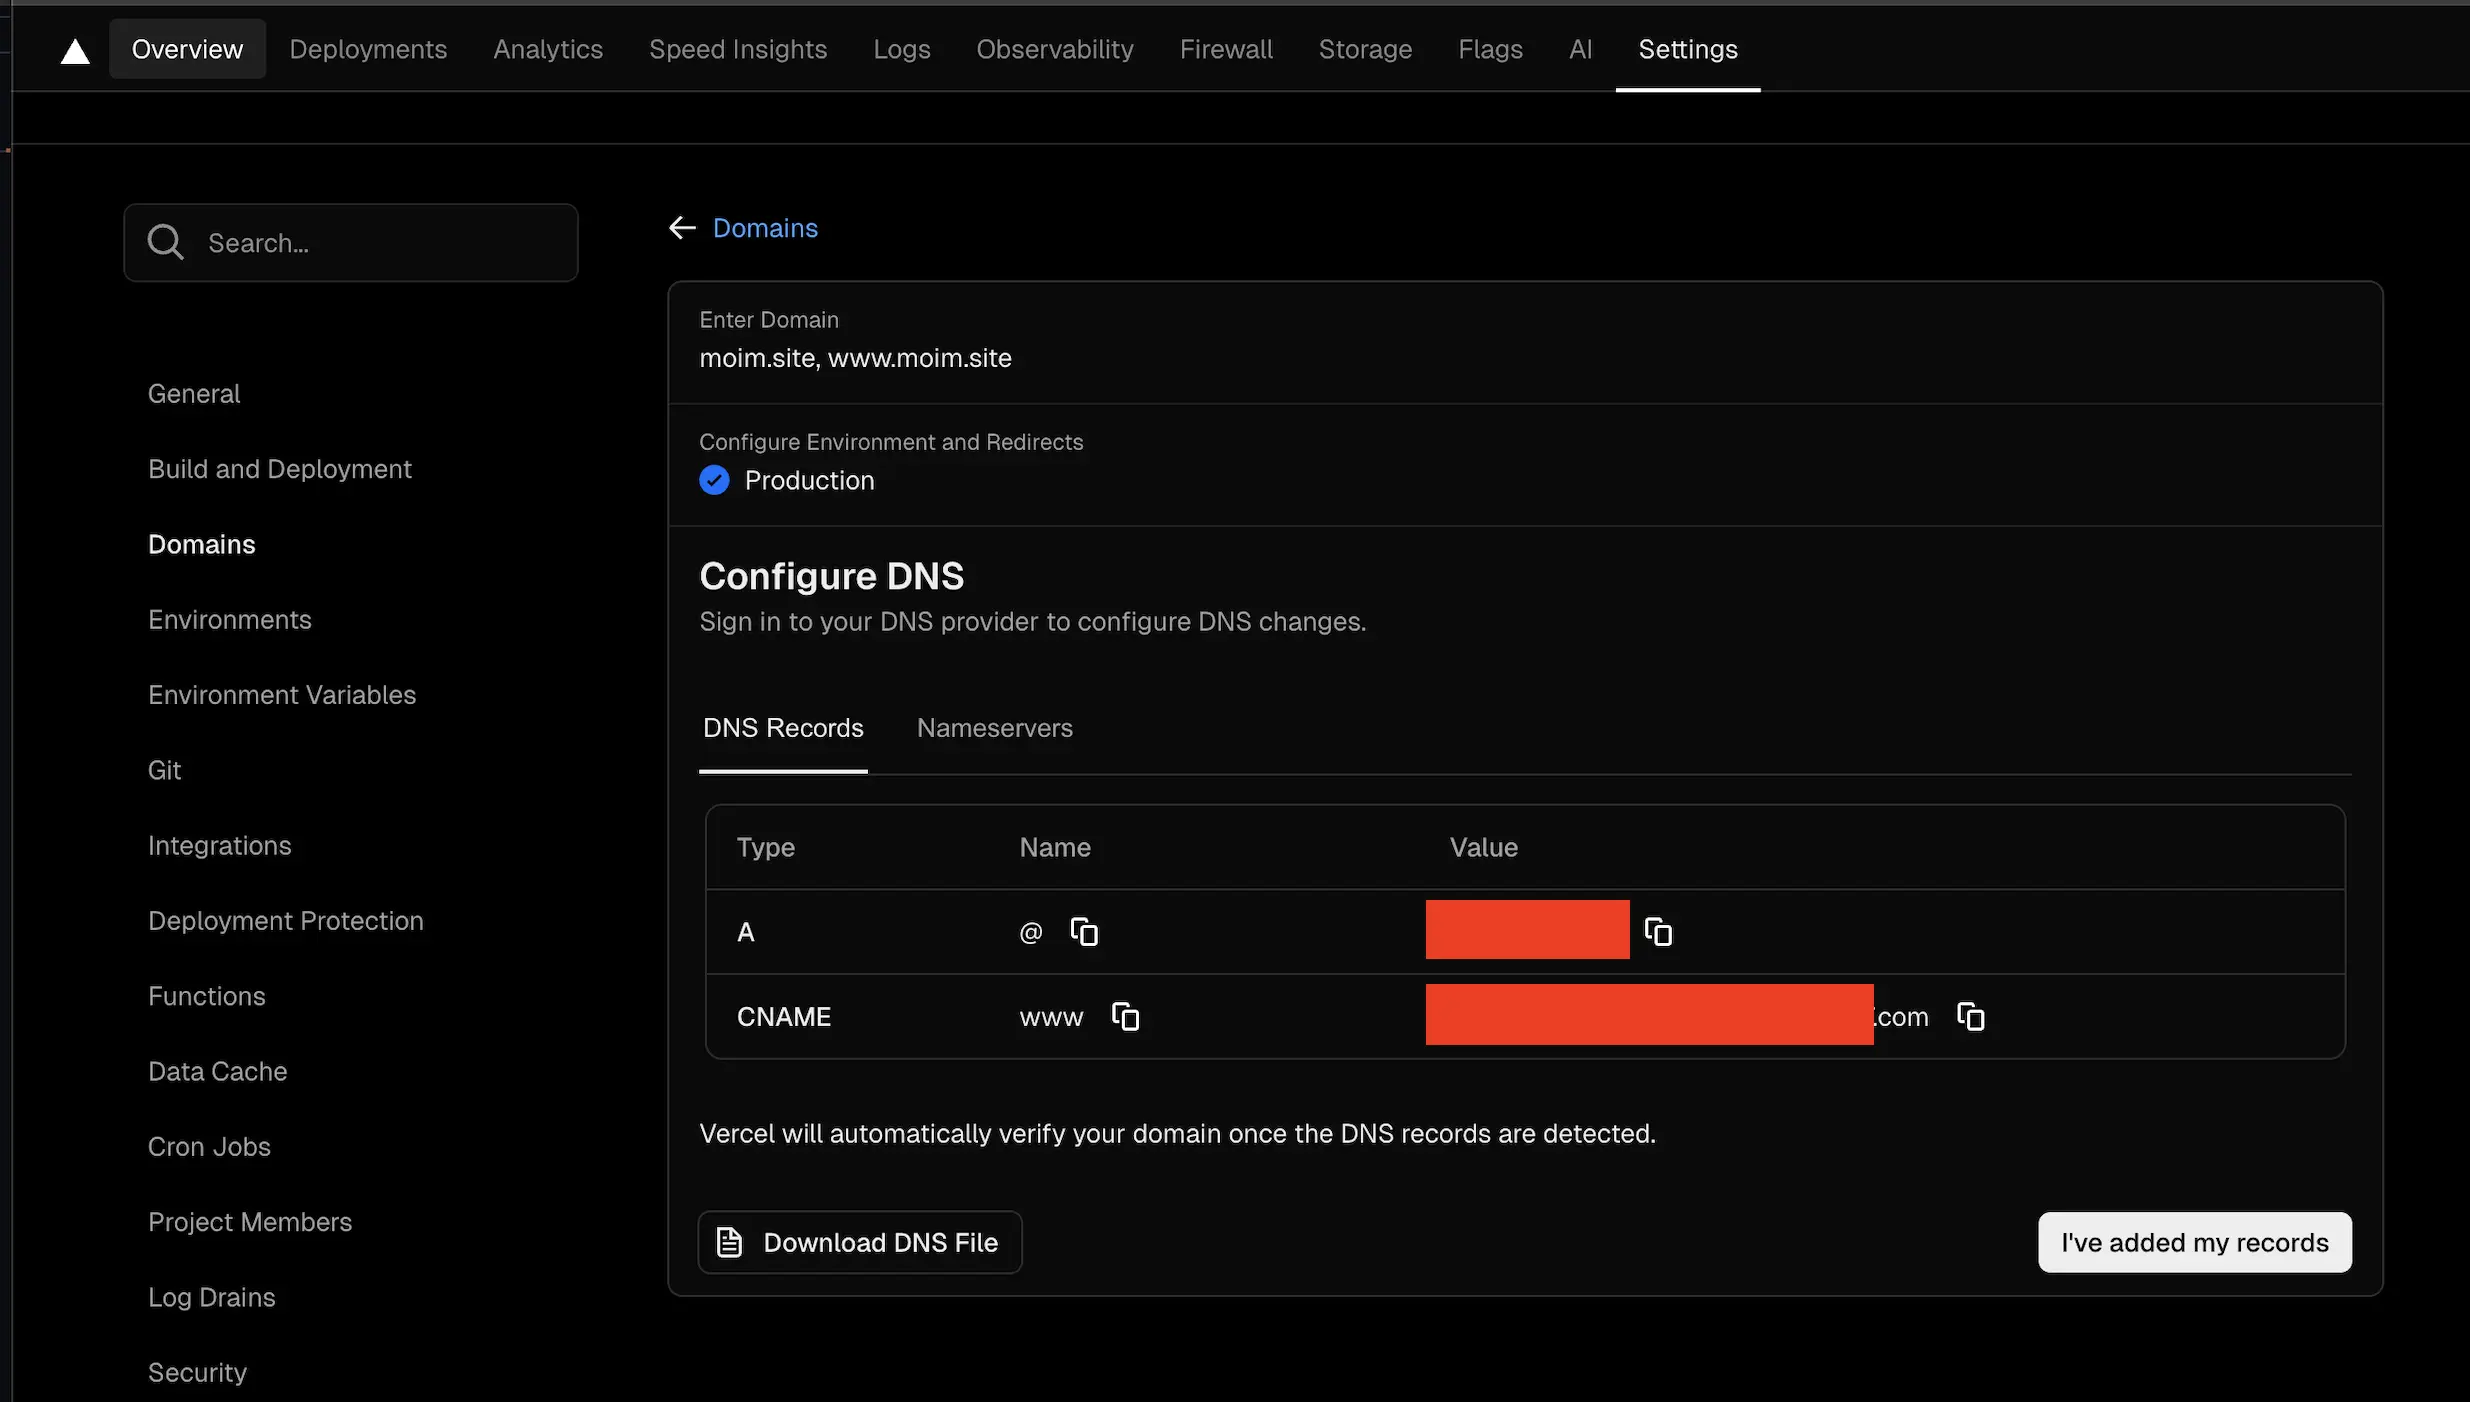 Overview Deployments Analytics Speed Insights Logs Observability Firewall Storage Flags AI Settings
Search...
General
Build and Deployment
Domains
Environments
Environment Variables
Git
Integrations
Deployment Protection
Functions
Data Cache
Cron Jobs
Project Members
Log Drains
Security
Domains
Enter Domain
moim.site, www.moim.site
Configure Environment and Redirects
Production
Configure DNS
Sign in to your DNS provider to configure DNS changes.
DNS Records Nameservers
Type Name Value
A @
CNAME www .com
Vercel will automatically verify your domain once the DNS records are detected.
Download DNS File
I've added my records